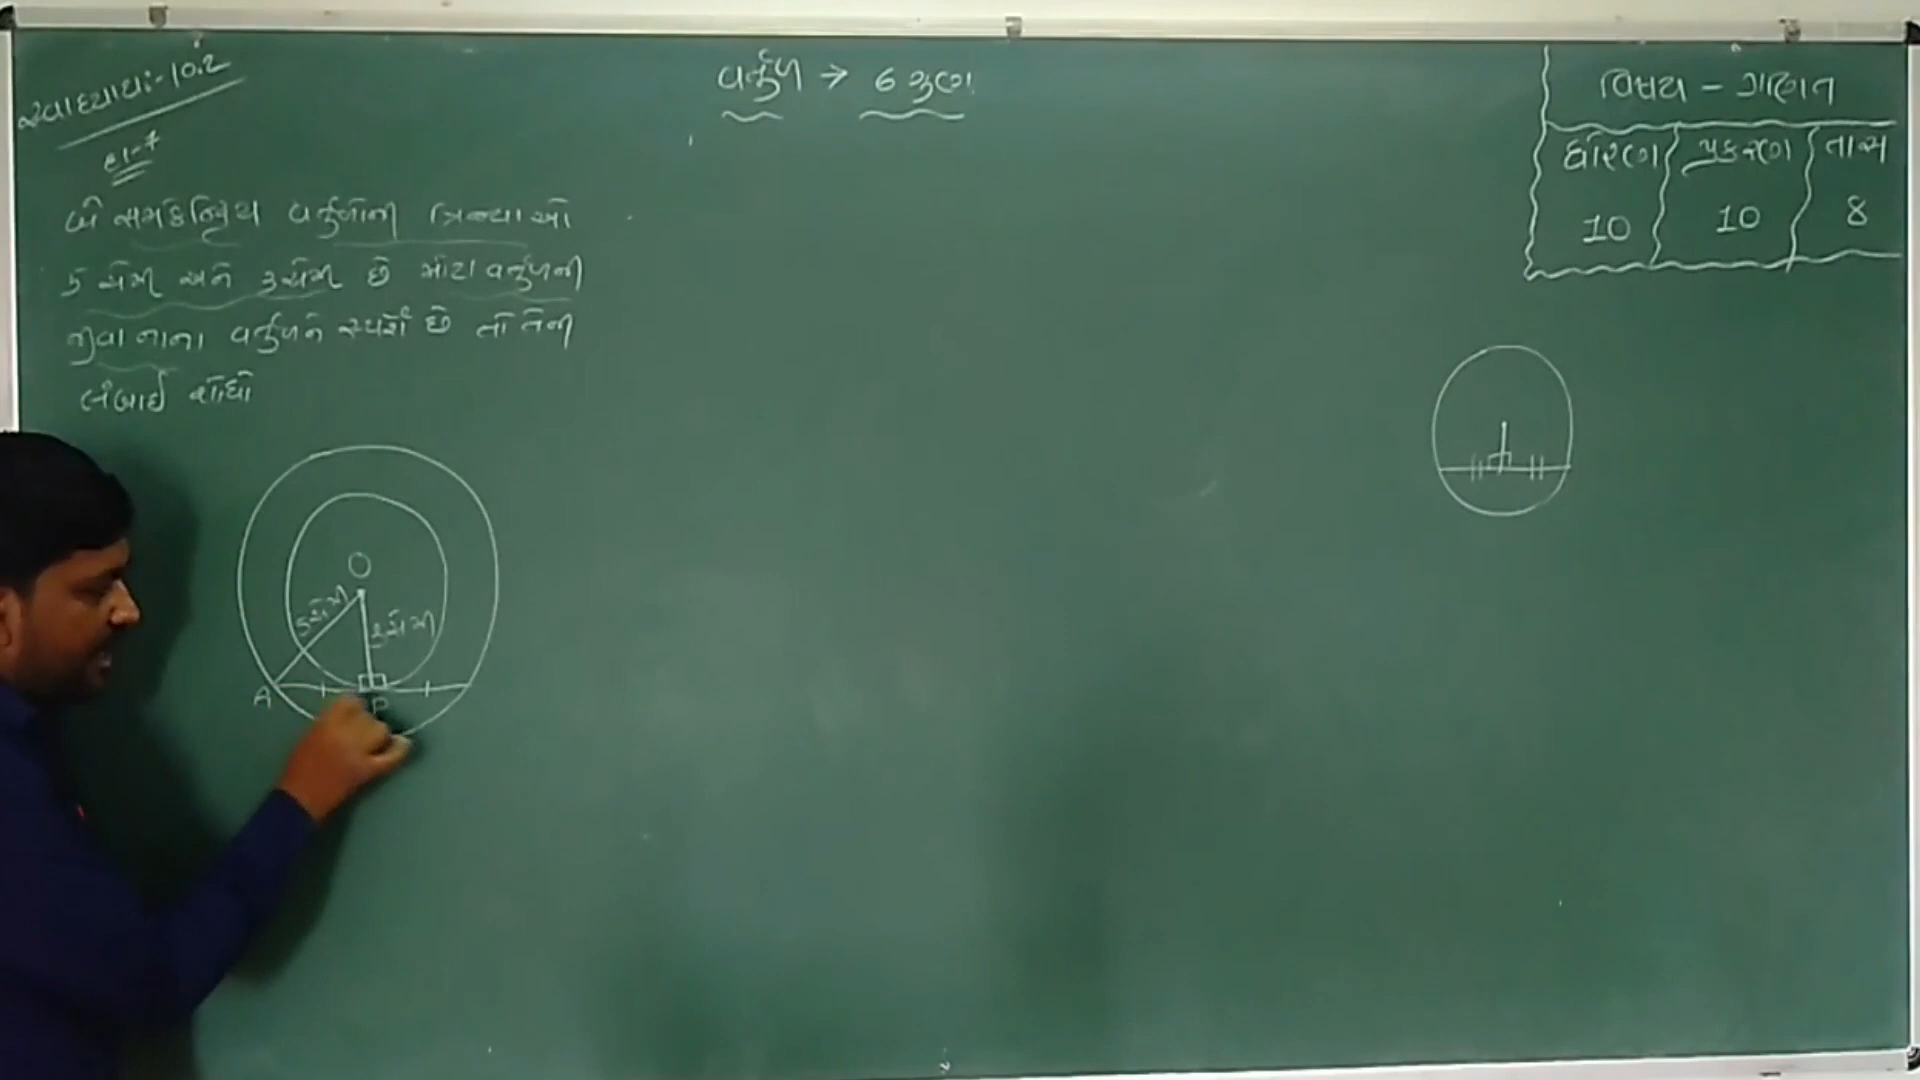 સ્વાધ્યાય:- 10.2
દા-7
વર્તુળ → 6 ગુણ
વિષય - ગણિત
ધોરણ પ્રકરણ તાસ
10 10 8
બે સમકેન્દ્રિય વર્તુળોની ત્રિજ્યાઓ
5 સેમી અને 3 સેમી છે મોટા વર્તુળની
જીવા નાના વર્તુળને સ્પર્શે છે તો તેની
લંબાઈ શોધો
O
5 સેમી
3 સેમી
A
P